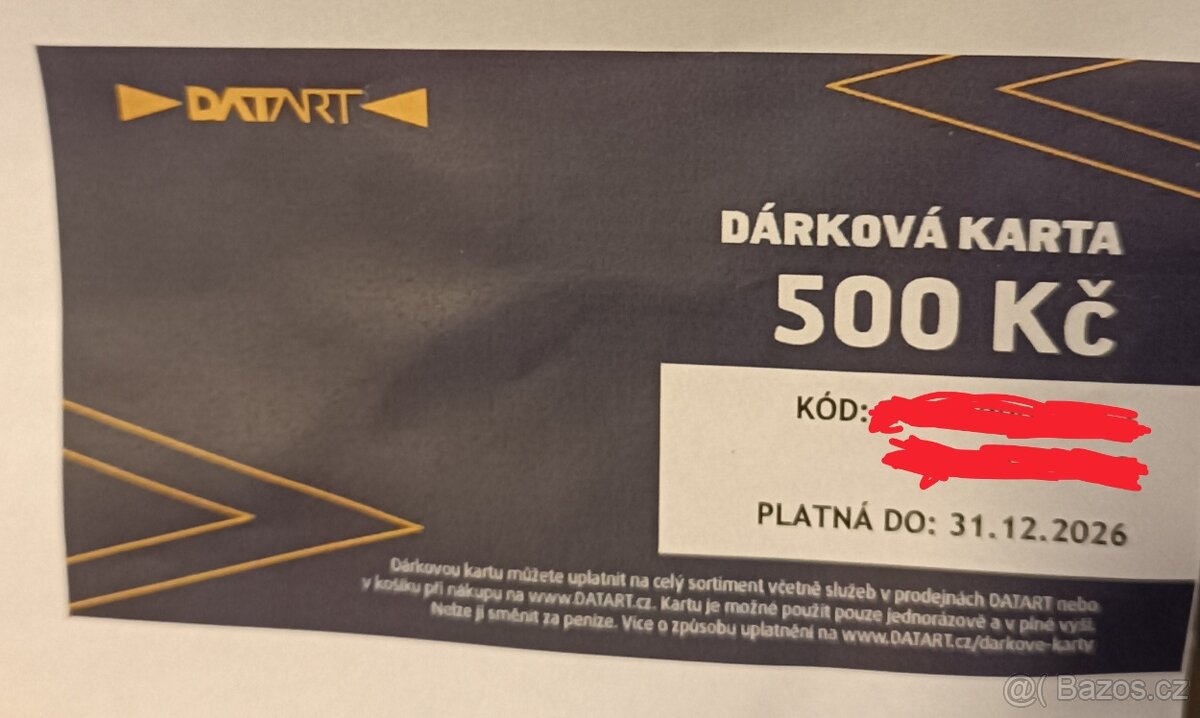 DATART
DÁRKOVÁ KARTA
500 Kč
KÓD:
PLATNÁ DO: 31.12.2026
Dárkovou kartu můžete uplatnit na celý sortiment včetně služeb v prodejnách DATART nebo
v košíku při nákupu na www.DATART.cz. Kartu je možné použít pouze jednorázově a v plné výši.
Nelze ji směnit za peníze. Více o způsobu uplatnění na www.DATART.cz/darkove-karty
@( Bazos.cz